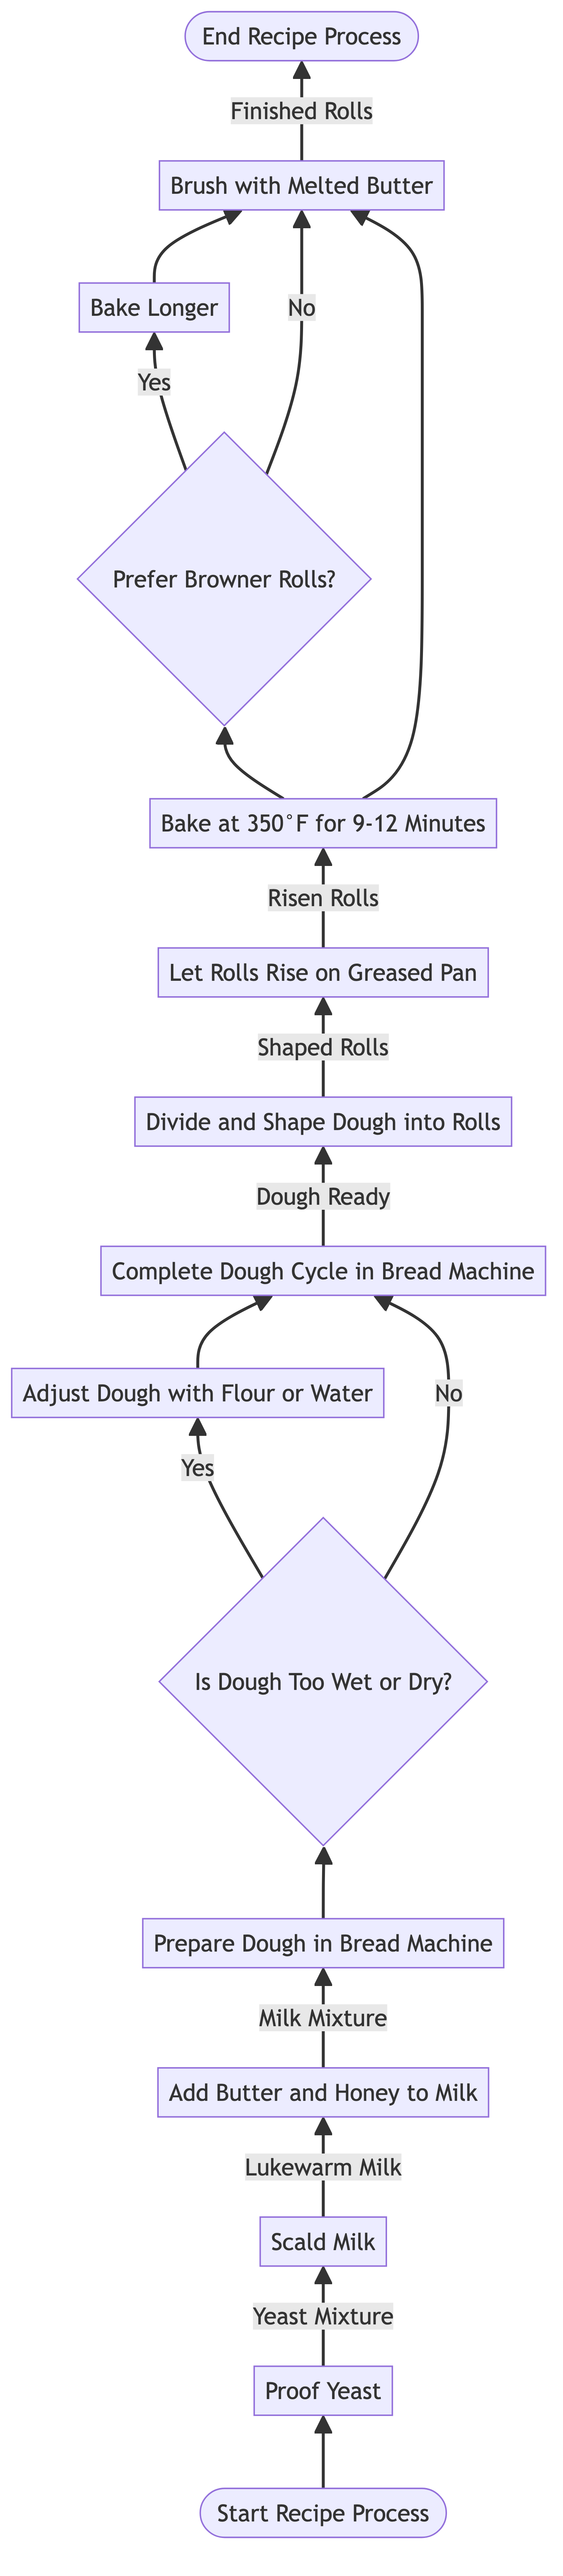 End Recipe Process
Finished Rolls
Brush with Melted Butter
Bake Longer
No
Yes
Prefer Browner Rolls?
Bake at 350°F for 9-12 Minutes
Risen Rolls
Let Rolls Rise on Greased Pan
Shaped Rolls
Divide and Shape Dough into Rolls
Dough Ready
Complete Dough Cycle in Bread Machine
Adjust Dough with Flour or Water
No
Yes
Is Dough Too Wet or Dry?
Prepare Dough in Bread Machine
Milk Mixture
Add Butter and Honey to Milk
Lukewarm Milk
Scald Milk
Yeast Mixture
Proof Yeast
Start Recipe Process